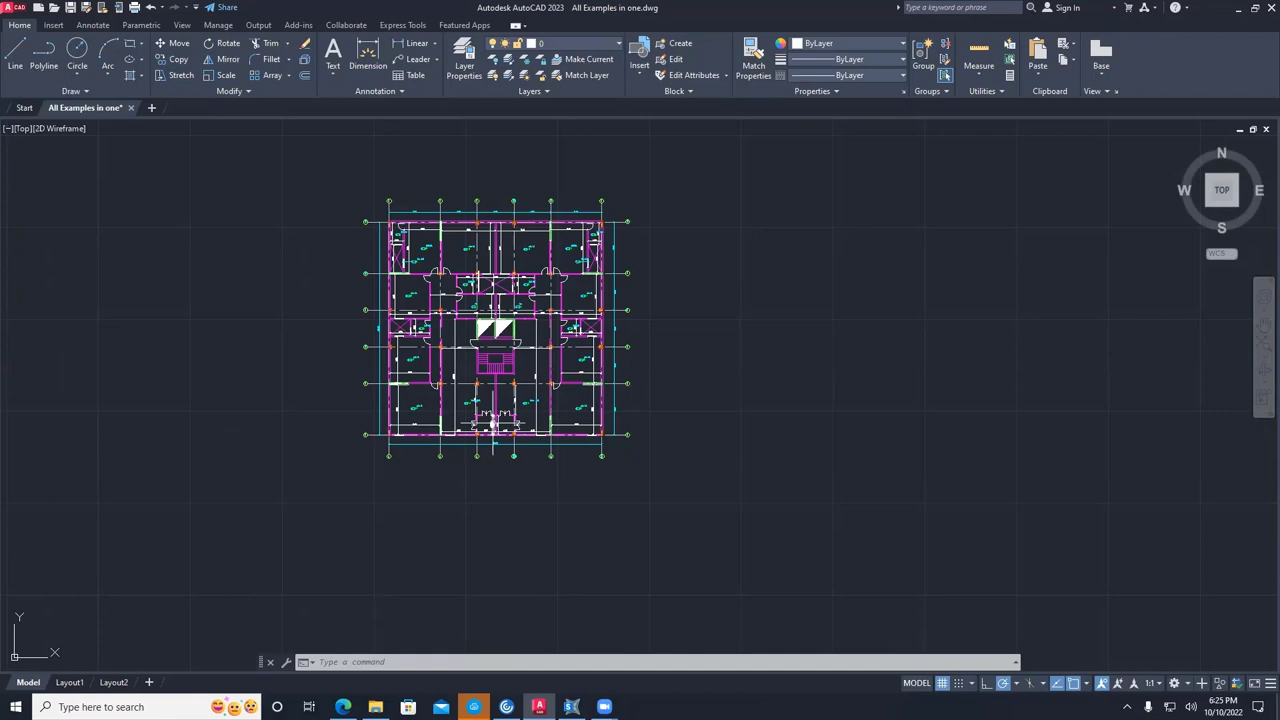 Share
Autodesk AutoCAD 2023 All Examples in one.dwg
Type a keyword or phrase
Sign In
Home Insert Annotate Parametric View Manage Output Add-ins Collaborate Express Tools Featured Apps
Line Polyline Circle Arc
Move Rotate Trim
Copy Mirror Fillet
Stretch Scale Array
Text Dimension
Linear
Leader
Table
Layer Properties
0
Make Current
Match Layer
Insert
Create
Edit
Edit Attributes
Match Properties
ByLayer
ByLayer
ByLayer
Group
Measure
Paste
Base
Draw Modify Annotation Layers Block Properties Groups Utilities Clipboard View
Start All Examples in one*
[−][Top][2D Wireframe]
N
W TOP E
S
WCS
Y
X
Type a command
Model Layout1 Layout2
MODEL
Type here to search
6:25 PM
10/10/2022